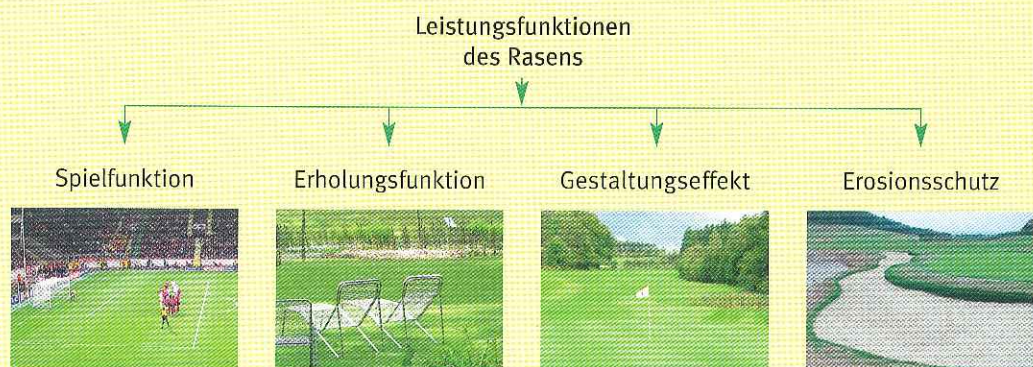 Leistungsfunktionen
des Rasens
Spielfunktion
Erholungsfunktion
Gestaltungseffekt
Erosionsschutz